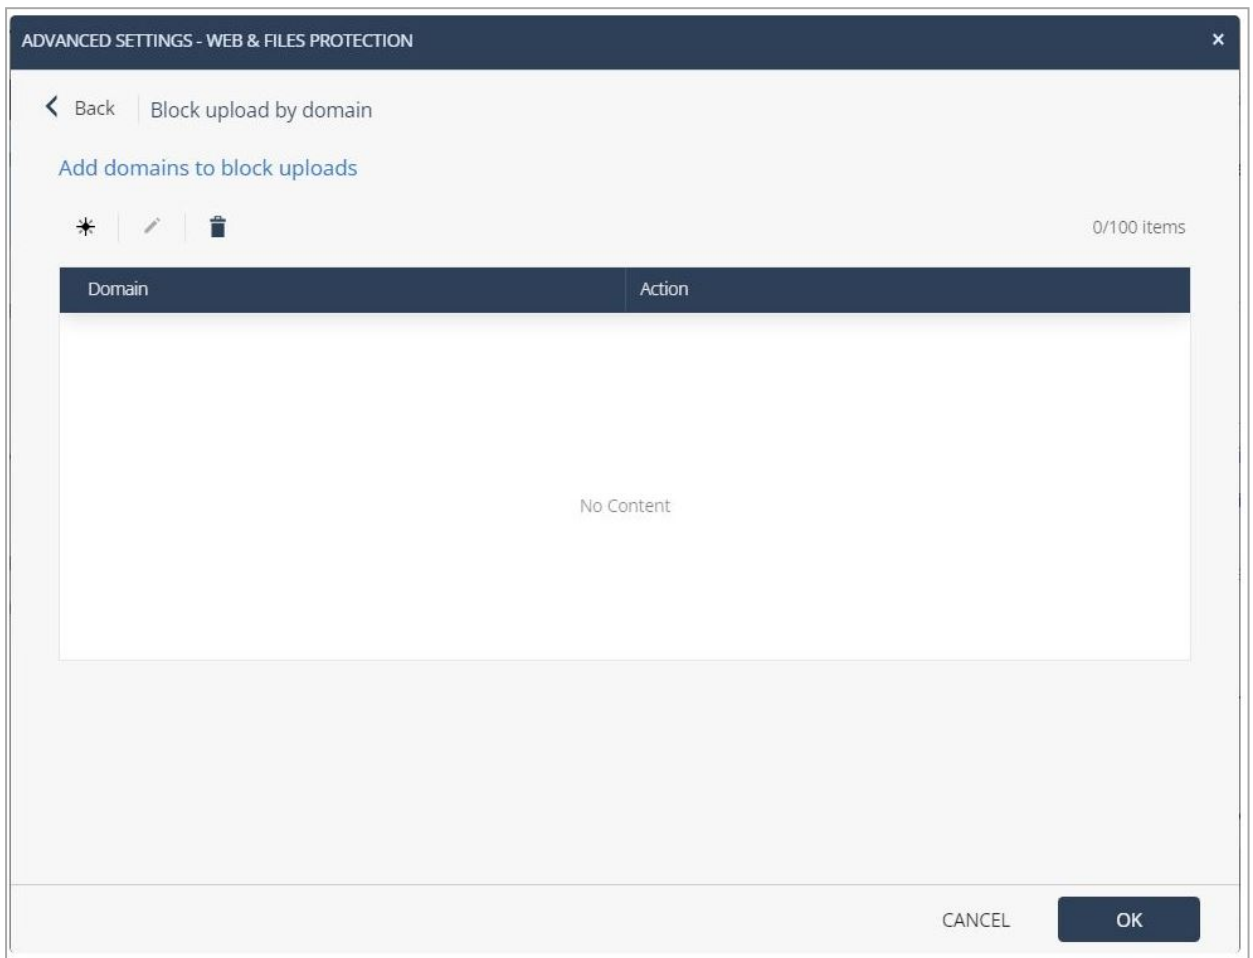 ADVANCED SETTINGS - WEB & FILES PROTECTION
Back Block upload by domain
Add domains to block uploads
0/100 items
Domain Action
No Content
CANCEL OK